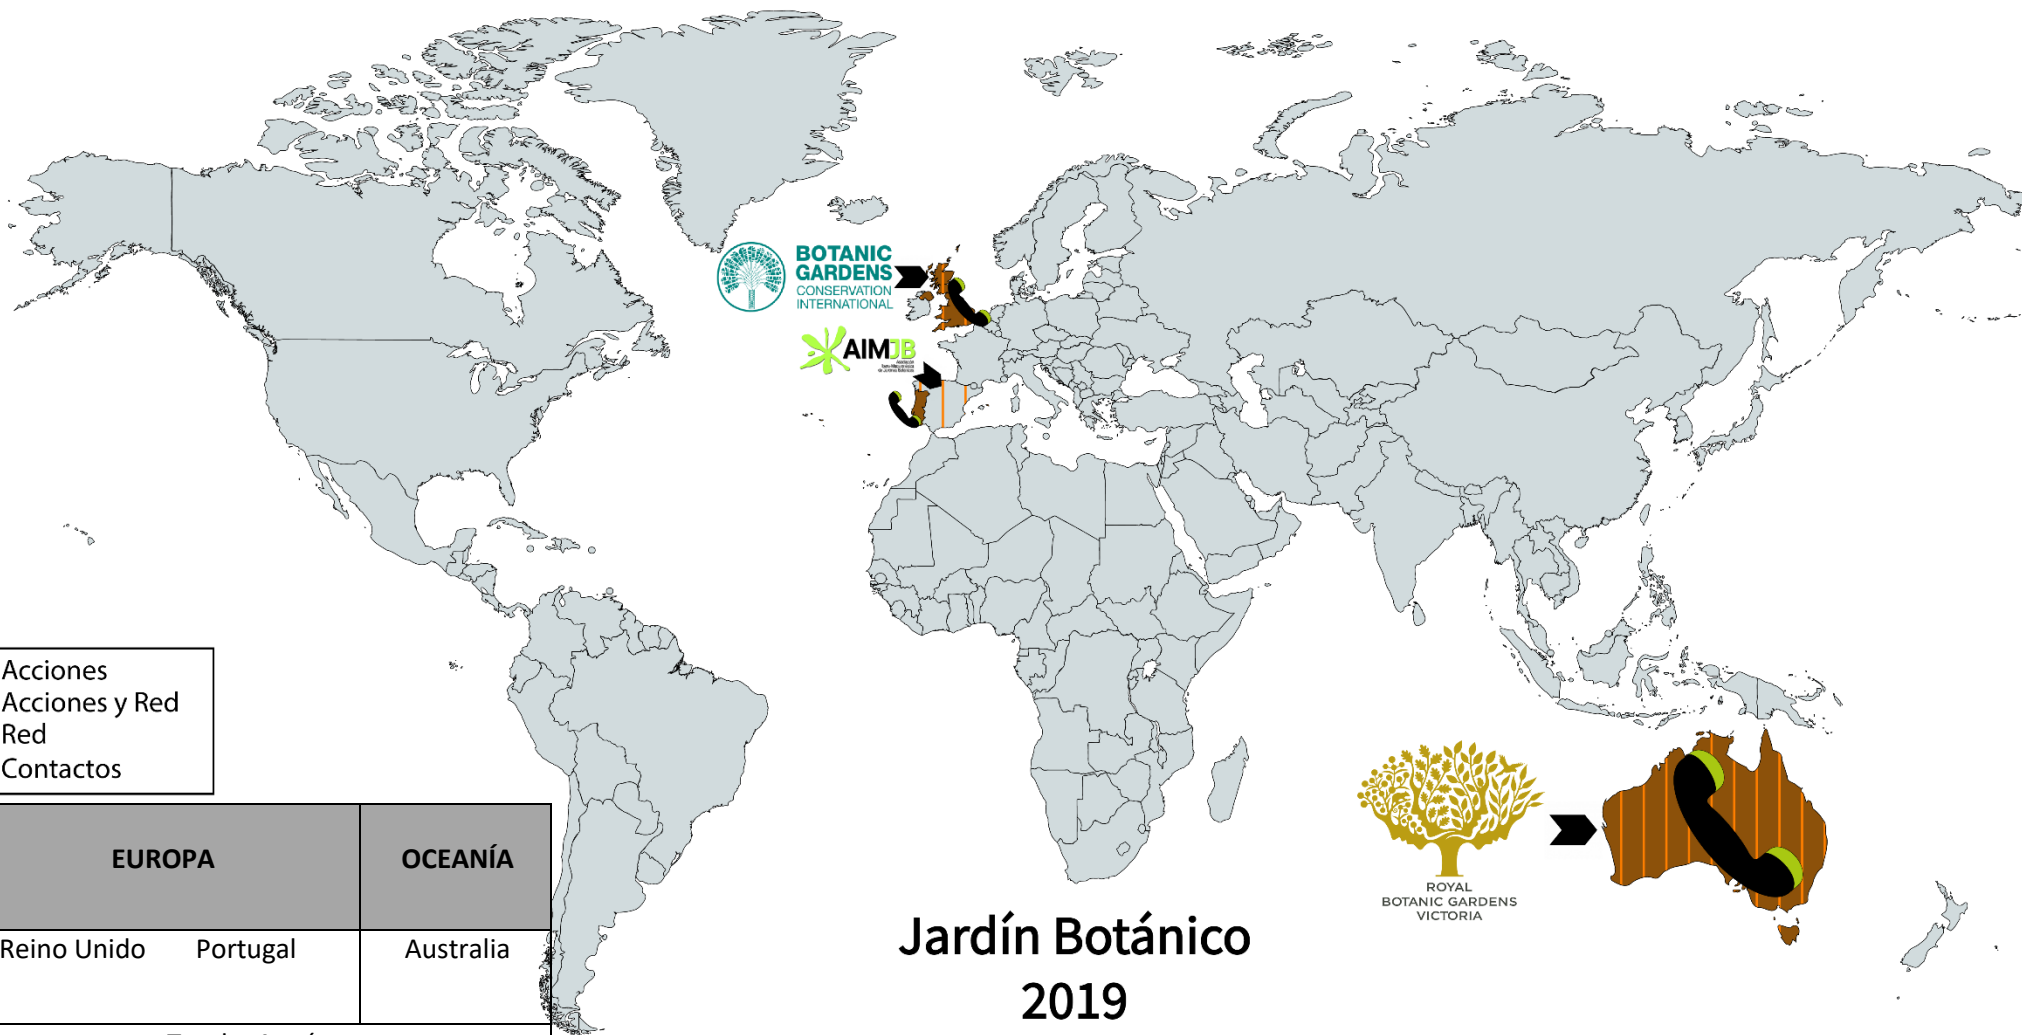 BOTANIC
GARDENS
CONSERVATION
INTERNATIONAL
AIMJB
Acciones
Acciones y Red
Red
Contactos
EUROPA
OCEANÍA
Reino Unido
Portugal
Australia
ROYAL
BOTANIC GARDENS
VICTORIA
Jardín Botánico
2019